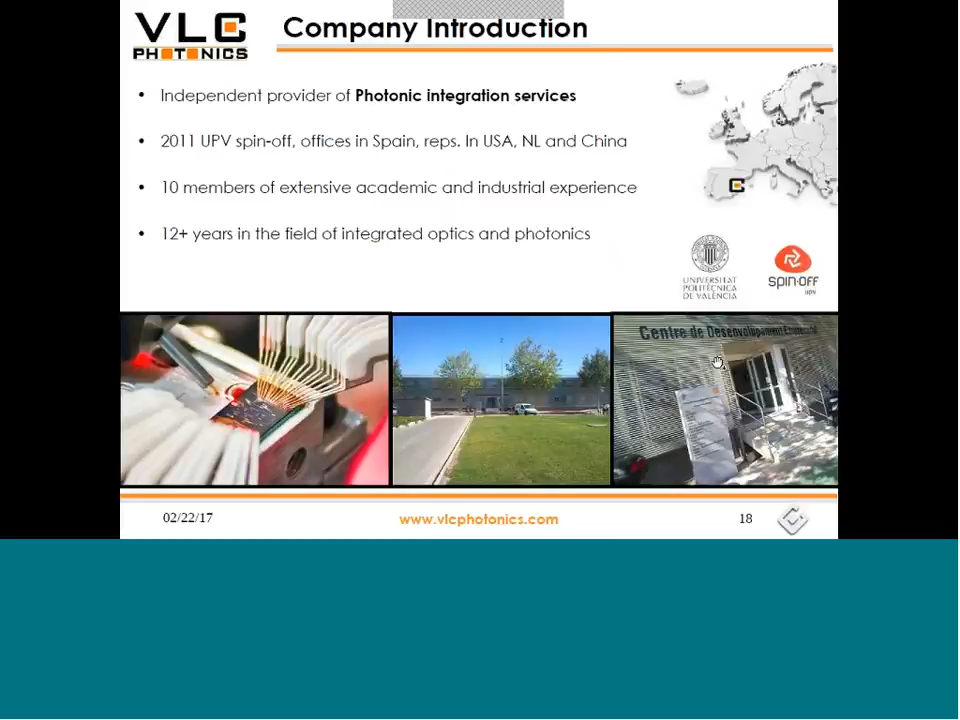 VLC
PHOTONICS
Company Introduction
• Independent provider of Photonic integration services
• 2011 UPV spin-off, offices in Spain, reps. In USA, NL and China
• 10 members of extensive academic and industrial experience
• 12+ years in the field of integrated optics and photonics
UNIVERSITAT
POLITÈCNICA
DE VALÈNCIA
SPIN·OFF
UPV
Centre de Desenvolupament
02/22/17
www.vlcphotonics.com
18